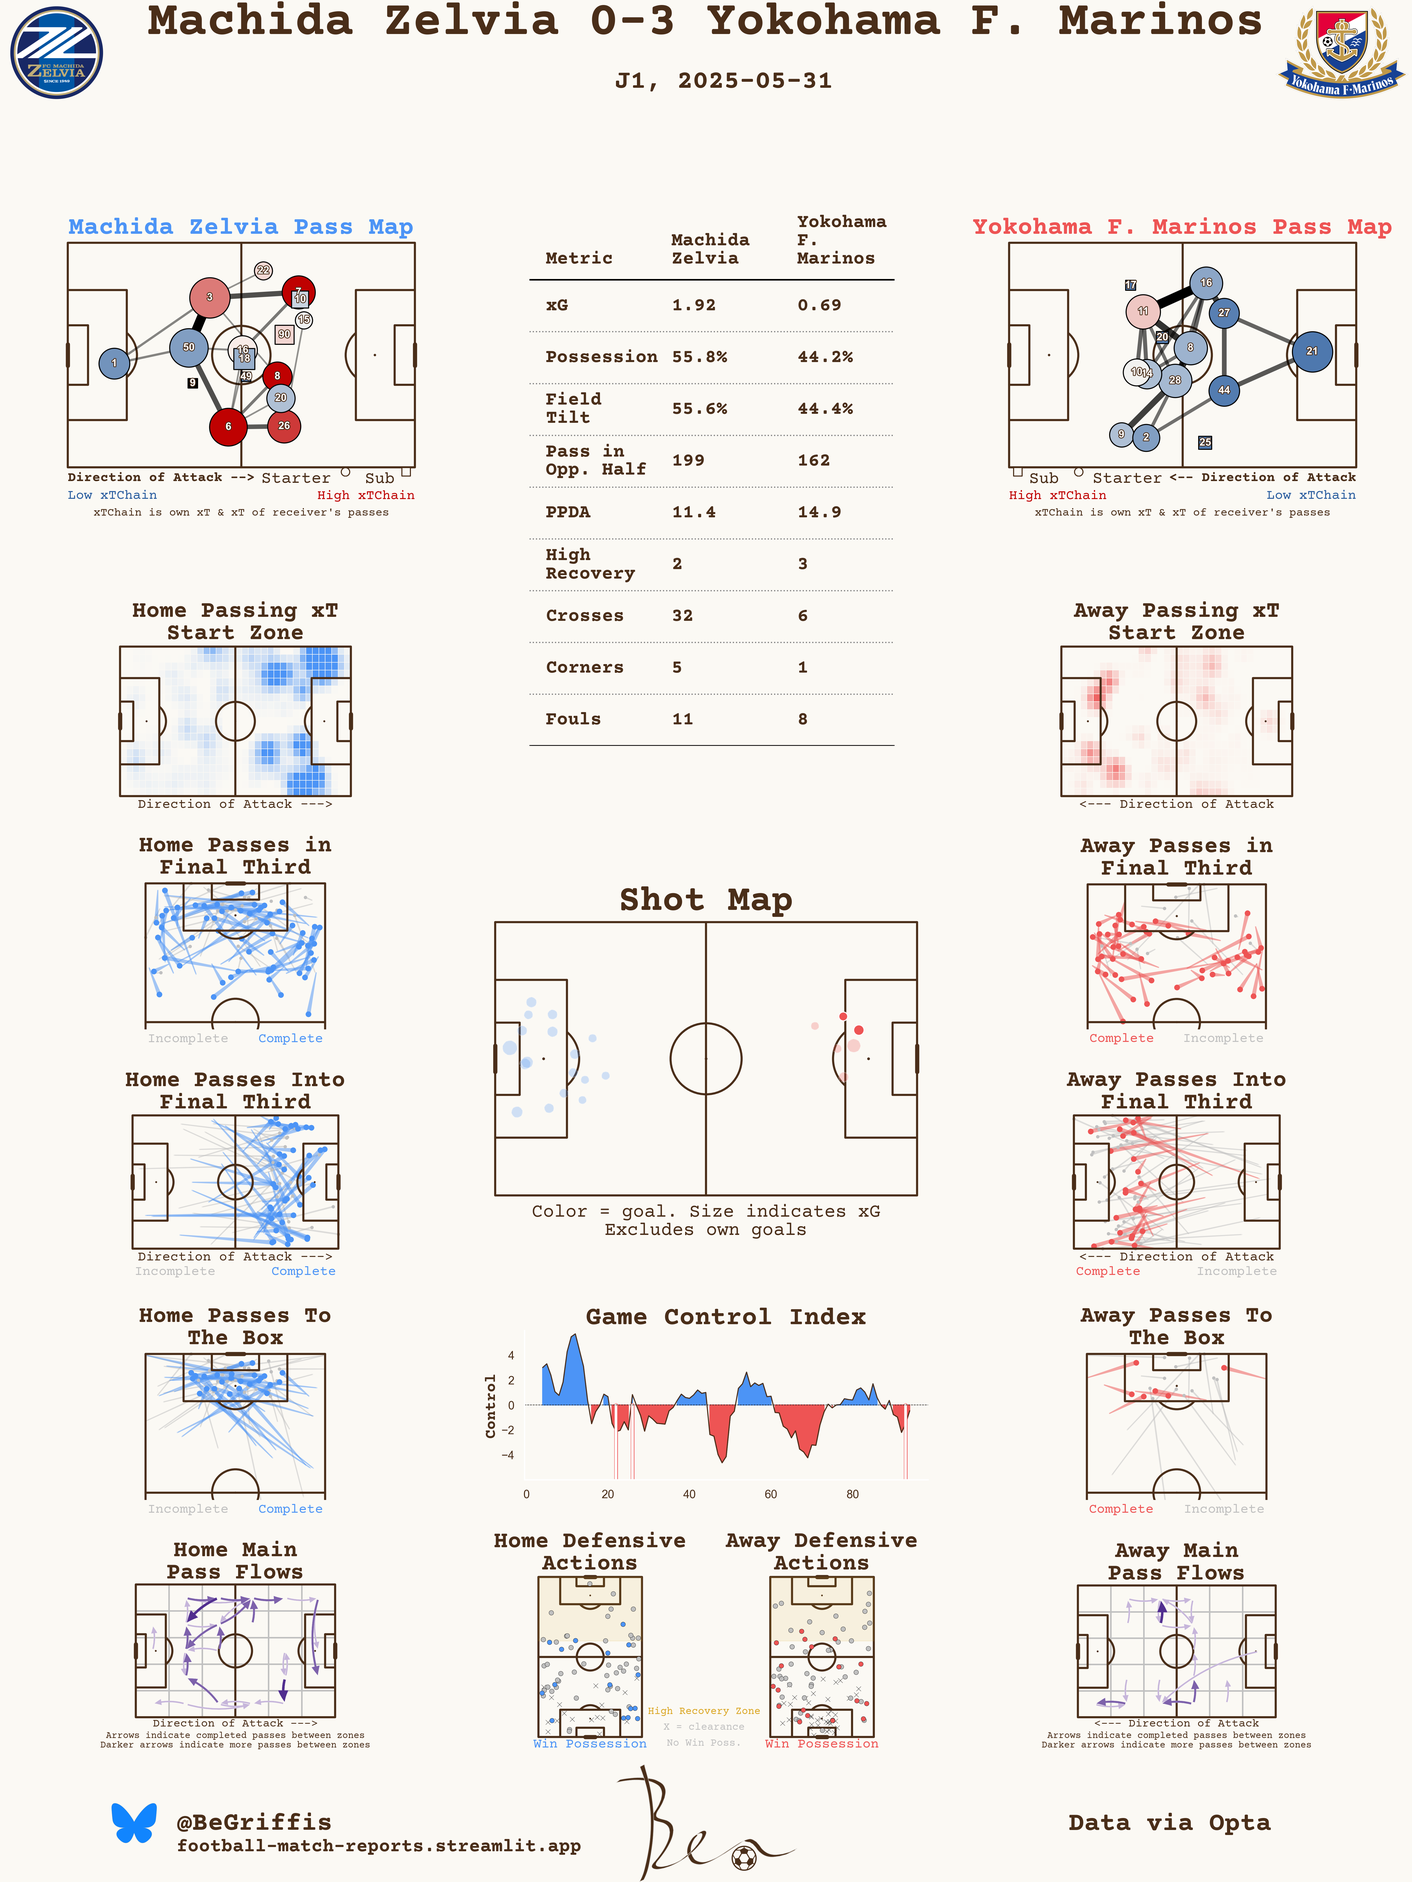 Machida Zelvia 0-3 Yokohama F. Marinos
J1, 2025-05-31
FC MACHIDA
ZELVIA
SINCE 1989
Yokohama F·Marinos
Machida Zelvia Pass Map
22
3
7
10
15
90
50
16
18
1
49
9
8
20
6
26
Direction of Attack --> Starter Sub
Low xTChain High xTChain
xTChain is own xT & xT of receiver's passes
Metric Machida Zelvia Yokohama F. Marinos
xG 1.92 0.69
Possession 55.8% 44.2%
Field Tilt 55.6% 44.4%
Pass in Opp. Half 199 162
PPDA 11.4 14.9
High Recovery 2 3
Crosses 32 6
Corners 5 1
Fouls 11 8
Yokohama F. Marinos Pass Map
17
16
11
27
20
8
21
10
14
28
44
9
2
25
Sub Starter <-- Direction of Attack
High xTChain Low xTChain
xTChain is own xT & xT of receiver's passes
Home Passing xT
Start Zone
Direction of Attack --->
Away Passing xT
Start Zone
<--- Direction of Attack
Home Passes in
Final Third
Incomplete Complete
Away Passes in
Final Third
Complete Incomplete
Shot Map
Color = goal. Size indicates xG
Excludes own goals
Home Passes Into
Final Third
Direction of Attack --->
Incomplete Complete
Away Passes Into
Final Third
<--- Direction of Attack
Complete Incomplete
Home Passes To
The Box
Incomplete Complete
Game Control Index
Control
4
2
0
−2
−4
0 20 40 60 80
Away Passes To
The Box
Complete Incomplete
Home Main
Pass Flows
Direction of Attack --->
Arrows indicate completed passes between zones
Darker arrows indicate more passes between zones
Home Defensive
Actions
Win Possession
High Recovery Zone
X = clearance
No Win Poss.
Away Defensive
Actions
Win Possession
Away Main
Pass Flows
<--- Direction of Attack
Arrows indicate completed passes between zones
Darker arrows indicate more passes between zones
@BeGriffis
football-match-reports.streamlit.app
Ben
Data via Opta